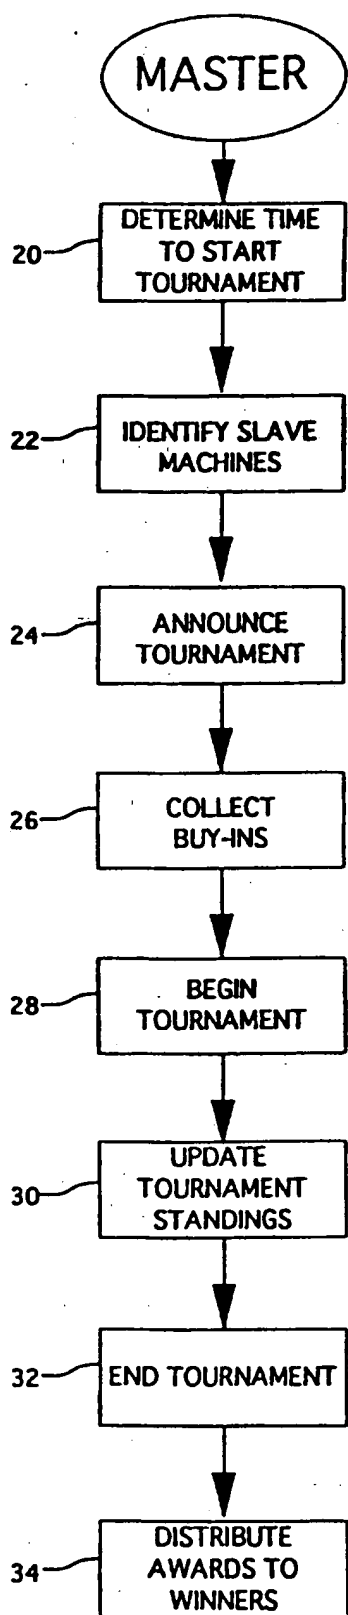 MASTER
20
DETERMINE TIME
TO START
TOURNAMENT
22
IDENTIFY SLAVE
MACHINES
24
ANNOUNCE
TOURNAMENT
26
COLLECT
BUY-INS
28
BEGIN
TOURNAMENT
30
UPDATE
TOURNAMENT
STANDINGS
32
END TOURNAMENT
34
DISTRIBUTE
AWARDS TO
WINNERS